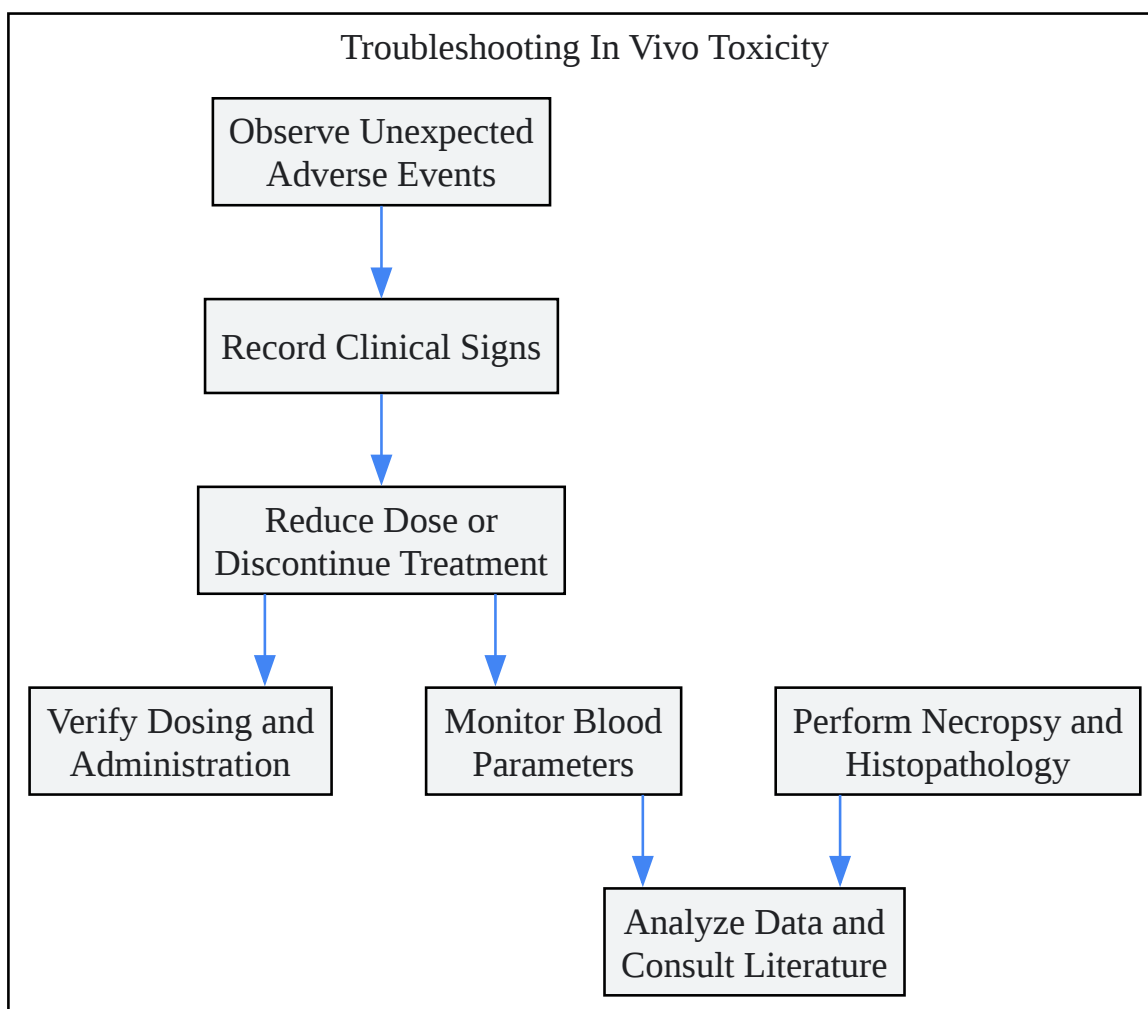 Troubleshooting In Vivo Toxicity
Observe Unexpected
Adverse Events
Record Clinical Signs
Reduce Dose or
Discontinue Treatment
Verify Dosing and
Administration
Monitor Blood
Parameters
Perform Necropsy and
Histopathology
Analyze Data and
Consult Literature